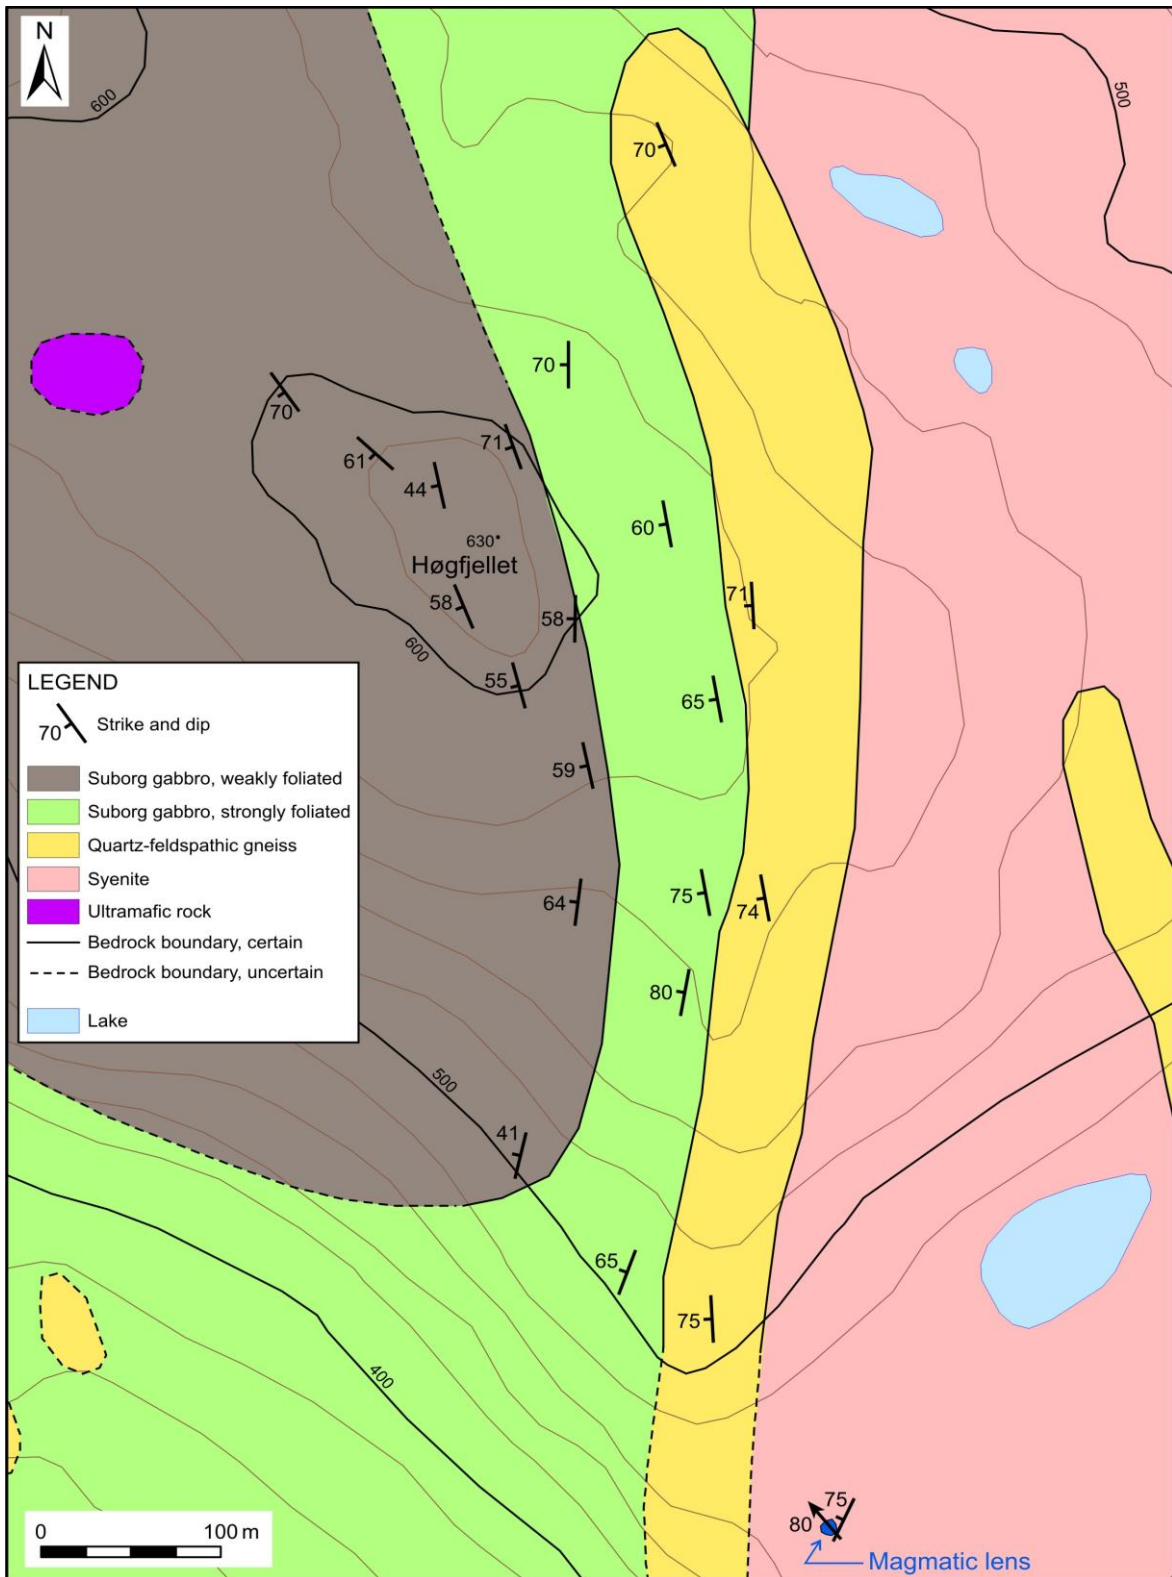 N
600
500
70
70
70
71
61
44
60
630
Høgfjellet
71
58
58
600
55
65
59
64
75
74
80
500
41
65
75
400
LEGEND
70 Strike and dip
Suborg gabbro, weakly foliated
Suborg gabbro, strongly foliated
Quartz-feldspathic gneiss
Syenite
Ultramafic rock
Bedrock boundary, certain
Bedrock boundary, uncertain
Lake
0 100 m
75
80
Magmatic lens